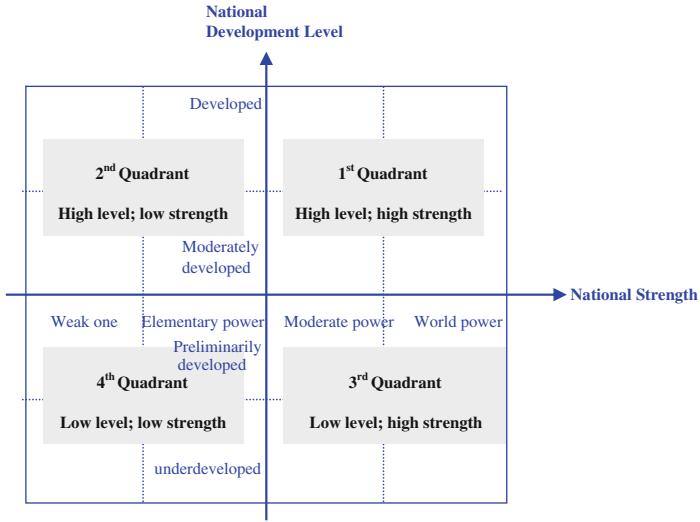 National
Development Level
Developed
2nd Quadrant
High level; low strength
1st Quadrant
High level; high strength
Moderately
developed
National Strength
Weak one
Elementary power
Moderate power
World power
Preliminarily
developed
4th Quadrant
Low level; low strength
3rd Quadrant
Low level; high strength
underdeveloped